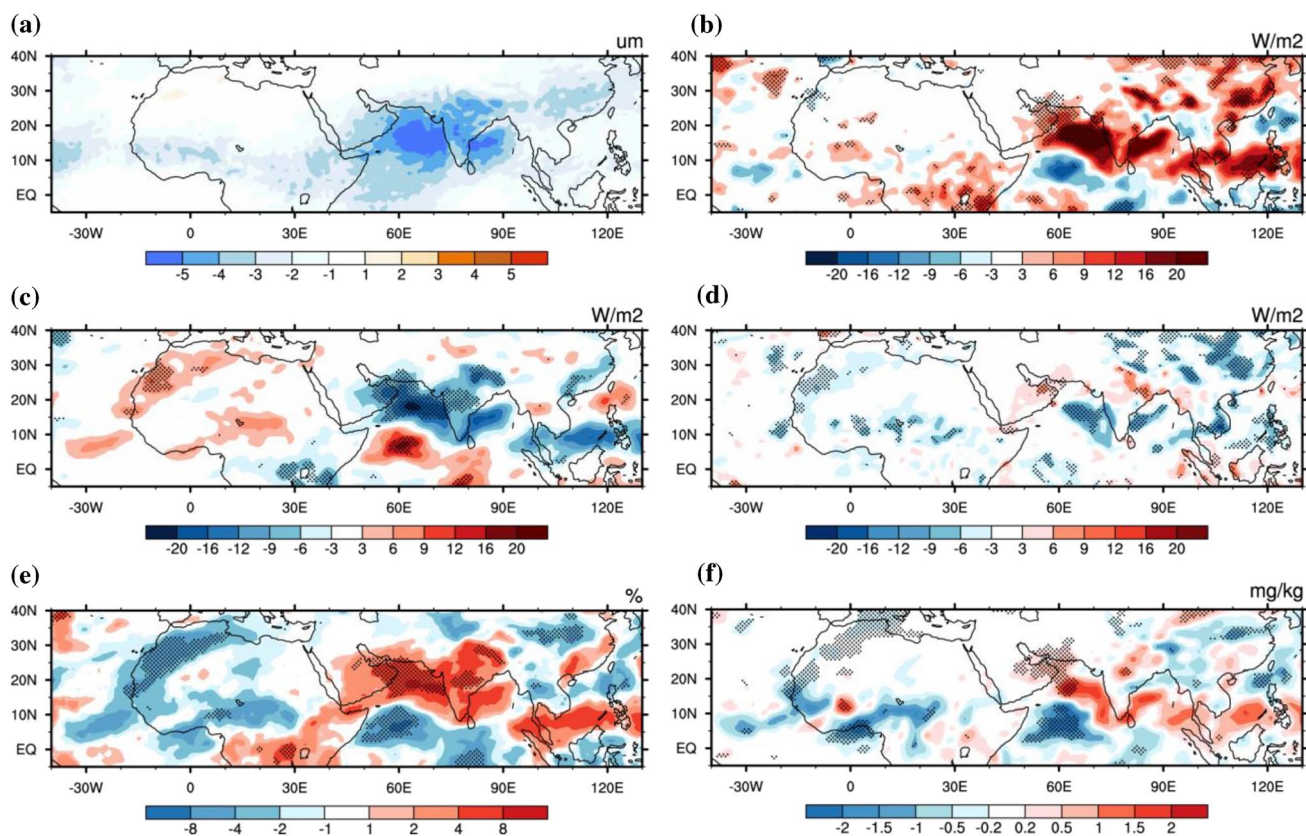 (a)
um
40N
30N
20N
10N
EQ
-30W 0 30E 60E 90E 120E
-5 -4 -3 -2 -1 1 2 3 4 5
(b)
W/m2
40N
30N
20N
10N
EQ
-30W 0 30E 60E 90E 120E
-20 -16 -12 -9 -6 -3 3 6 9 12 16 20
(c)
W/m2
40N
30N
20N
10N
EQ
-30W 0 30E 60E 90E 120E
-20 -16 -12 -9 -6 -3 3 6 9 12 16 20
(d)
W/m2
40N
30N
20N
10N
EQ
-30W 0 30E 60E 90E 120E
-20 -16 -12 -9 -6 -3 3 6 9 12 16 20
(e)
%
40N
30N
20N
10N
EQ
-30W 0 30E 60E 90E 120E
-8 -4 -2 -1 1 2 4 8
(f)
mg/kg
40N
30N
20N
10N
EQ
-30W 0 30E 60E 90E 120E
-2 -1.5 -1 -0.5 -0.2 0.2 0.5 1 1.5 2